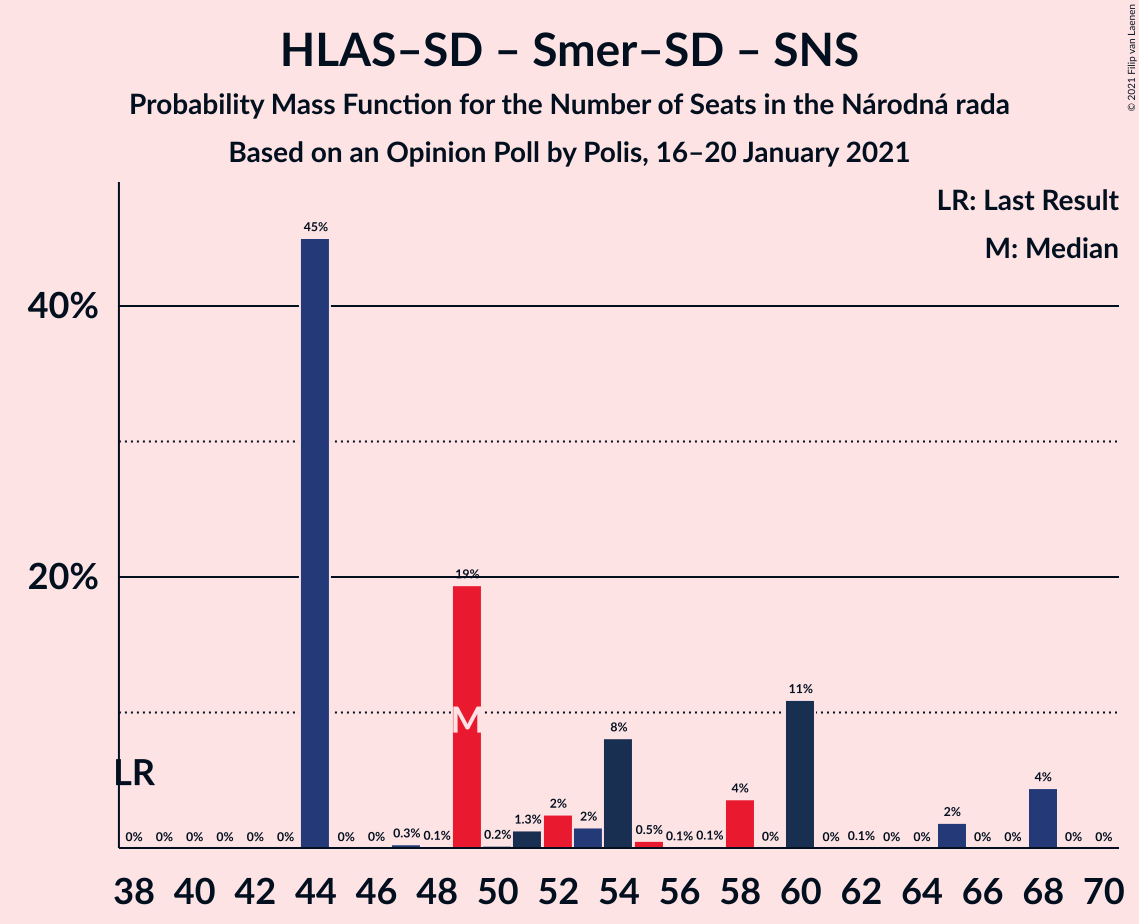 HLAS–SD – Smer–SD – SNS
Probability Mass Function for the Number of Seats in the Národná rada
Based on an Opinion Poll by Polis, 16–20 January 2021
© 2021 Filip van Laenen
LR: Last Result
M: Median
40%
20%
45%
19%
M
LR
0% 0% 0% 0% 0% 0% 0% 0% 0.3% 0.1% 0.2% 1.3% 2% 2% 8% 0.5% 0.1% 0.1% 4% 0% 11% 0% 0.1% 0% 0% 2% 0% 0% 4% 0% 0%
38 40 42 44 46 48 50 52 54 56 58 60 62 64 66 68 70